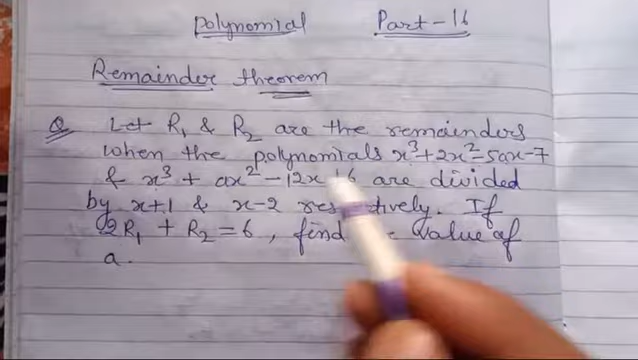 Polynomial Part-16
Remainder theorem
Q Let R₁ & R₂ are the remainders
when the polynomials x³+2x²-5ax-7
& x³ + ax² - 12x+6 are divided
by x+1 & x-2 respectively. If
2R₁ + R₂ = 6, find value of
a.